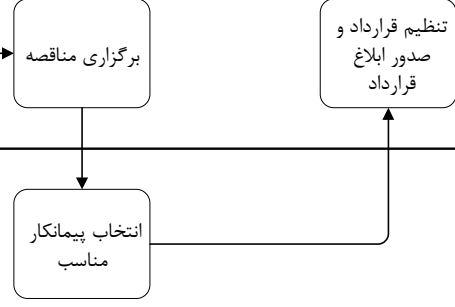 برگزاری مناقصه
تنظیم قرارداد و
صدور ابلاغ
قرارداد
انتخاب پیمانکار
مناسب